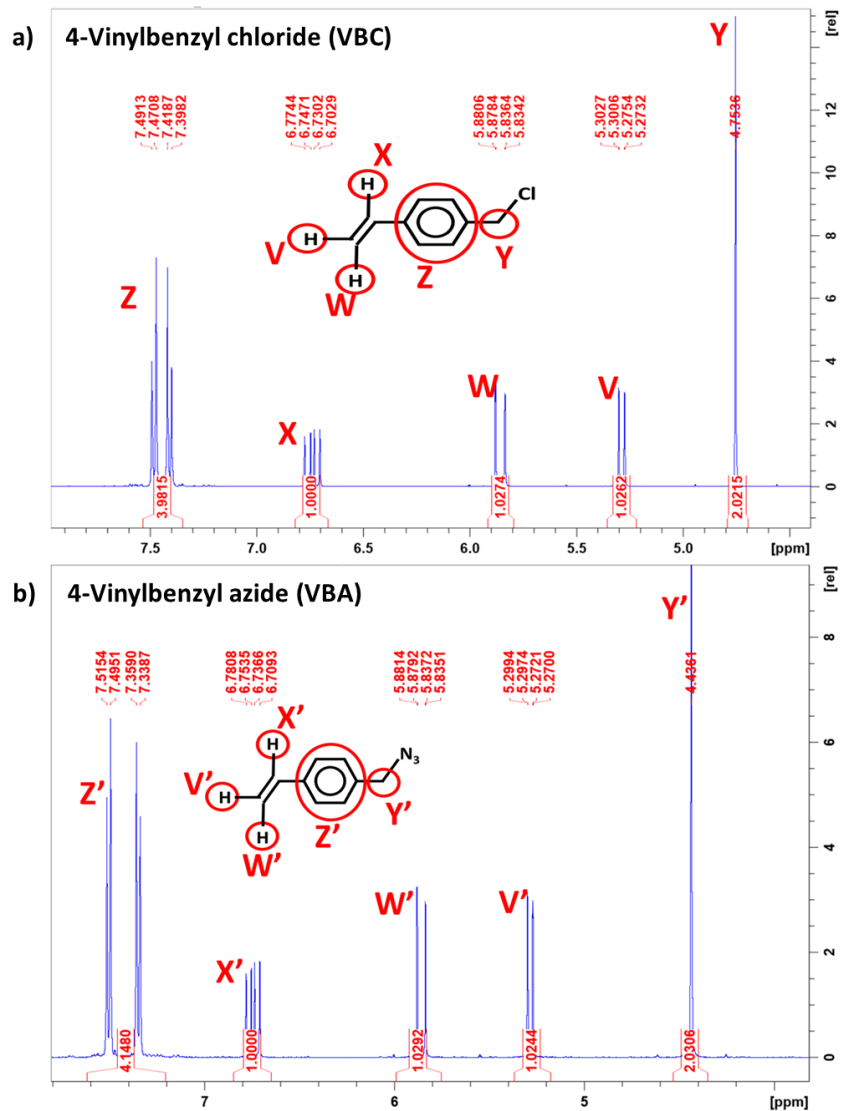 a) 4-Vinylbenzyl chloride (VBC)
Y
[rel]
7.4913
7.4708
7.4187
7.3982
6.7744
6.7471
6.7302
6.7029
5.8806
5.8784
5.8364
5.8342
5.3027
5.3006
5.2754
5.2732
4.7536
X
H
Cl
V
H
H
W
Z
Y
Z
X
W
V
12
10
8
6
4
2
0
3.9815
1.0000
1.0274
1.0262
2.0215
7.5
7.0
6.5
6.0
5.5
5.0
[ppm]
b) 4-Vinylbenzyl azide (VBA)
Y’
[rel]
7.5154
7.4951
7.3590
7.3387
6.7808
6.7535
6.7366
6.7093
5.8814
5.8792
5.8372
5.8351
5.2994
5.2974
5.2721
5.2700
4.4361
X’
H
N3
V’
H
H
W’
Z’
Y’
Z’
X’
W’
V’
8
6
4
2
0
4.1480
1.0000
1.0292
1.0244
2.0306
7
6
5
[ppm]